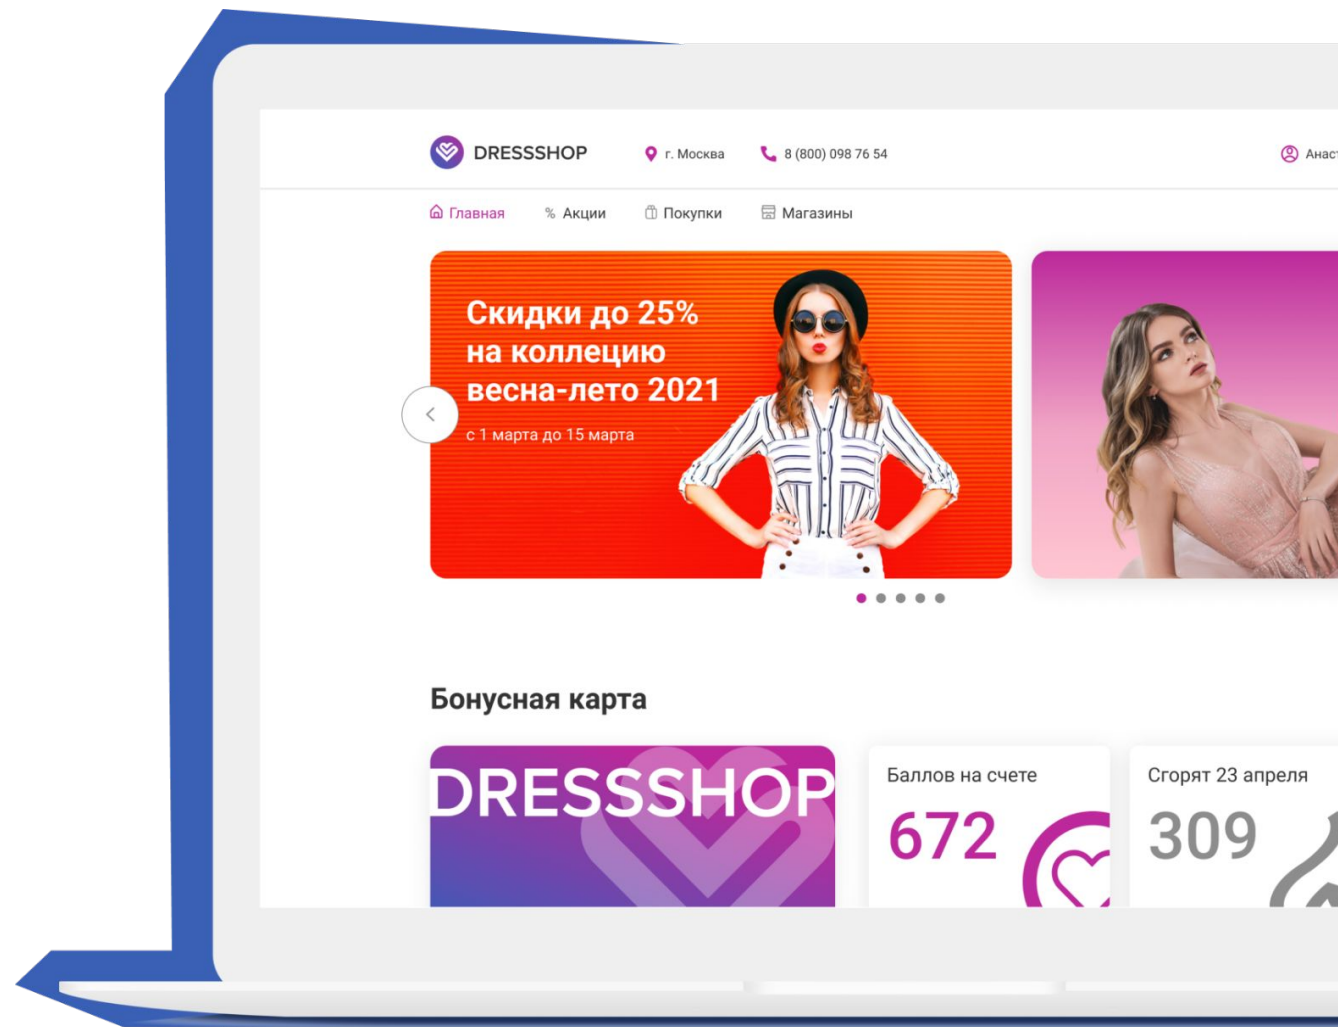 DRESSSHOP
г. Москва
8 (800) 098 76 54
Главная
% Акции
Покупки
Магазины
Скидки до 25%
на коллецию
весна-лето 2021
с 1 марта до 15 марта
Бонусная карта
DRESSSHOP
Баллов на счете
672
Сгорят 23 апреля
309